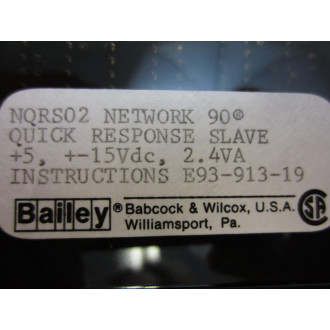 NQRS02 NETWORK 90®
QUICK RESPONSE SLAVE
+5, +-15Vdc, 2.4VA
INSTRUCTIONS E93-913-19
Bailey® Babcock & Wilcox, U.S.A.
Williamsport, Pa.
SA